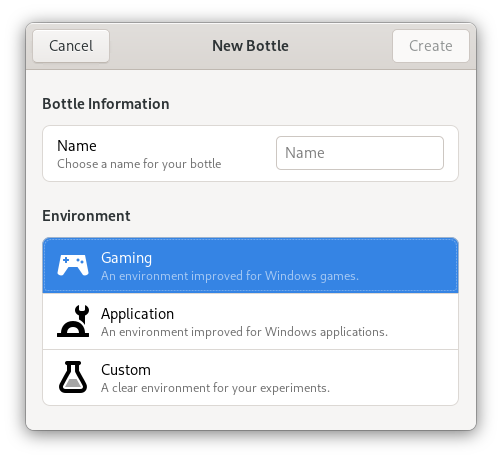 Cancel
New Bottle
Create
Bottle Information
Name
Name
Choose a name for your bottle
Environment
Gaming
An environment improved for Windows games.
Application
An environment improved for Windows applications.
Custom
A clear environment for your experiments.